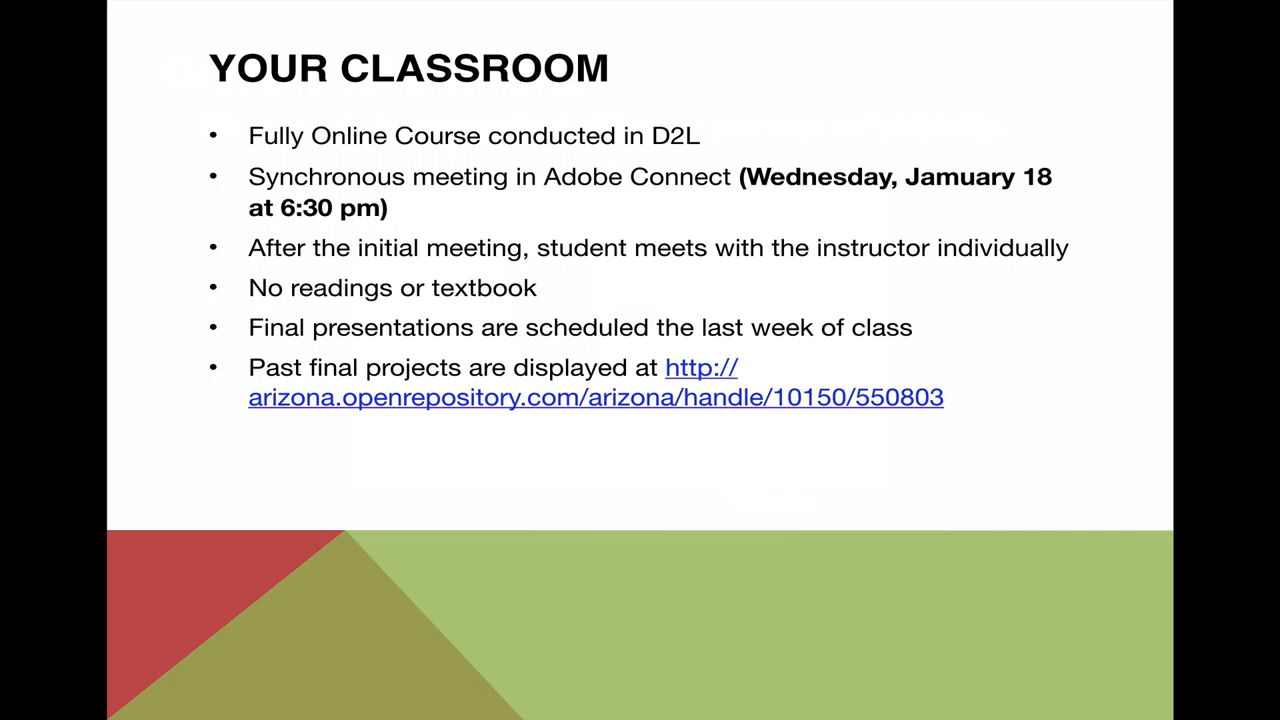 YOUR CLASSROOM
• Fully Online Course conducted in D2L
• Synchronous meeting in Adobe Connect (Wednesday, Jamuary 18
at 6:30 pm)
• After the initial meeting, student meets with the instructor individually
• No readings or textbook
• Final presentations are scheduled the last week of class
• Past final projects are displayed at http://
arizona.openrepository.com/arizona/handle/10150/550803